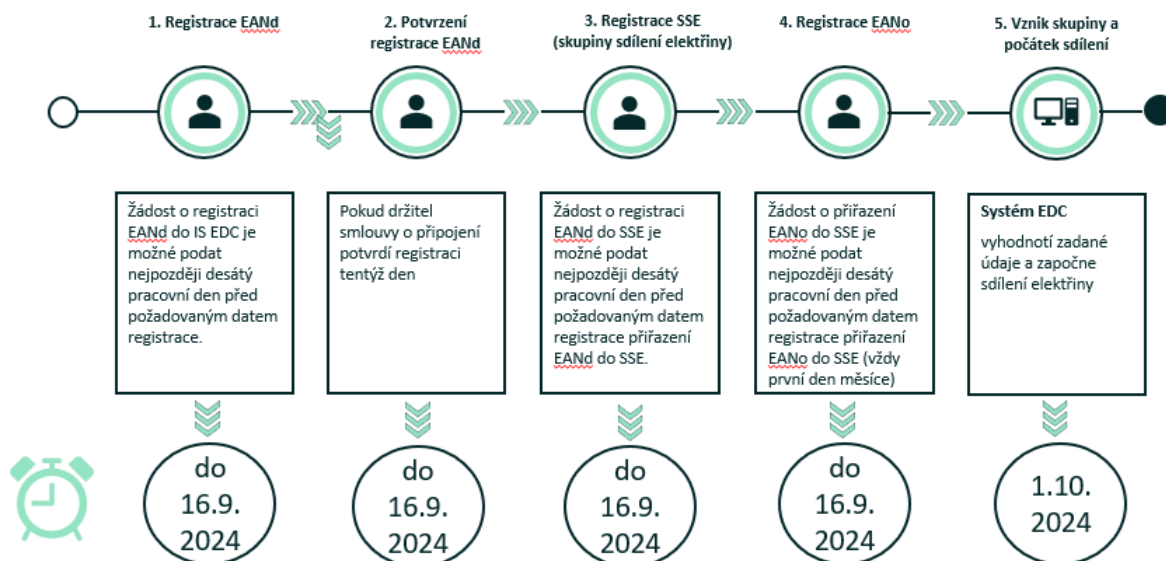 1. Registrace EANd
2. Potvrzení
registrace EANd
3. Registrace SSE
(skupiny sdílení elektřiny)
4. Registrace EANo
5. Vznik skupiny a
počátek sdílení
Žádost o registraci
EANd do IS EDC je
možné podat
nejpozději desátý
pracovní den před
požadovaným datem
registrace.
Pokud držitel
smlouvy o připojení
potvrdí registraci
tentýž den
Žádost o registraci
EANd do SSE je
možné podat
nejpozději desátý
pracovní den před
požadovaným datem
registrace přiřazení
EANd do SSE.
Žádost o přiřazení
EANo do SSE je
možné podat
nejpozději desátý
pracovní den před
požadovaným datem
registrace přiřazení
EANo do SSE (vždy
první den měsíce)
Systém EDC
vyhodnotí zadané
údaje a započne
sdílení elektřiny
do
16.9.
2024
do
16.9.
2024
do
16.9.
2024
do
16.9.
2024
1.10.
2024